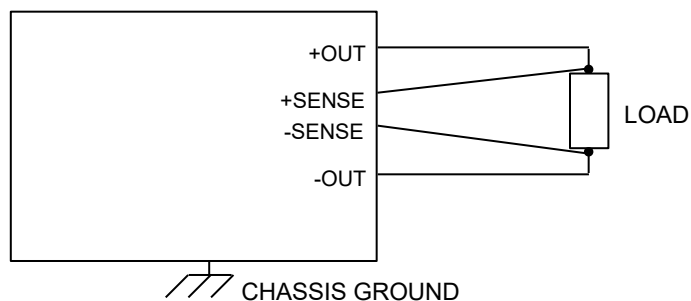 +OUT
+SENSE
-SENSE
-OUT
LOAD
CHASSIS GROUND